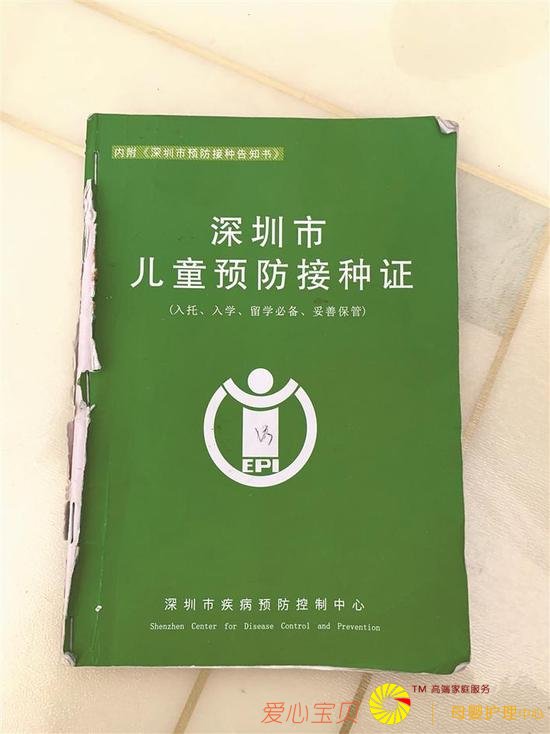 内附《深圳市预防接种告知书》
深圳市
儿童预防接种证
(入托、入学、留学必备、妥善保管)
EPI
深圳市疾病预防控制中心
Shenzhen Center for Disease Control and Prevention
爱心宝贝
TM 高端家庭服务
母婴护理中心